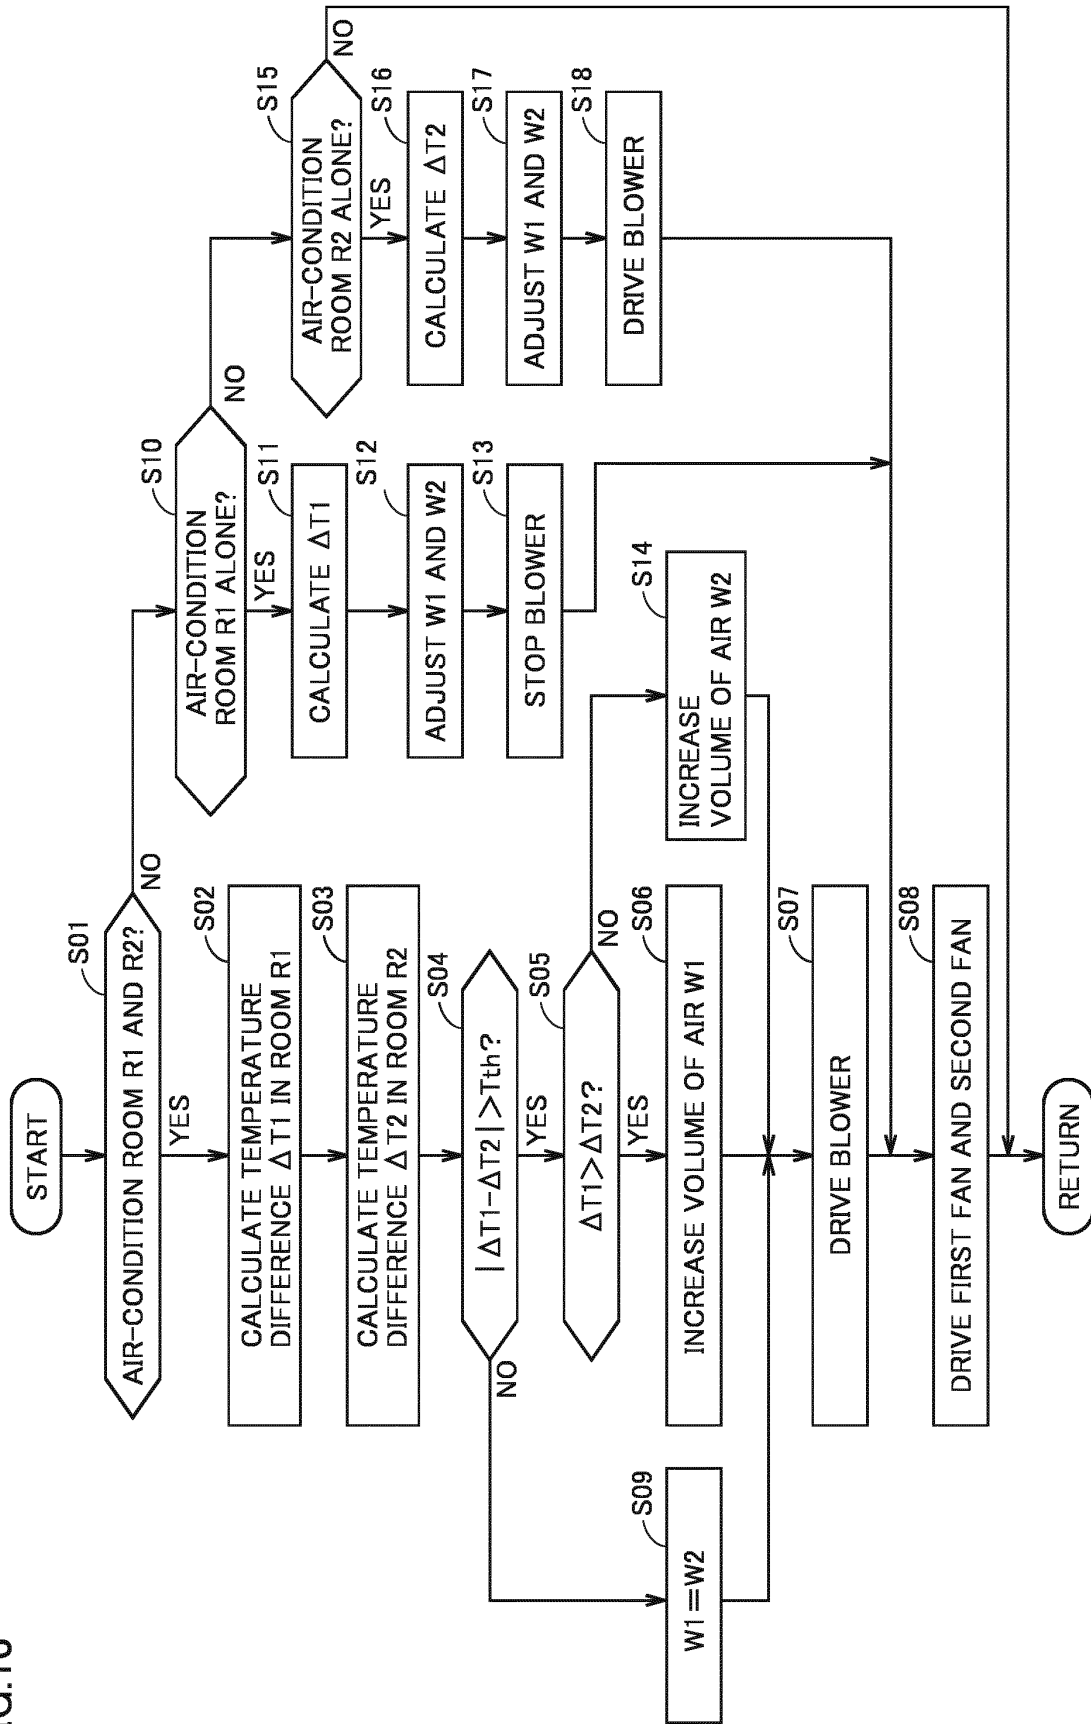 START
AIR-CONDITION ROOM R1 AND R2?
S01
YES
NO
CALCULATE TEMPERATURE
DIFFERENCE ΔT1 IN ROOM R1
S02
CALCULATE TEMPERATURE
DIFFERENCE ΔT2 IN ROOM R2
S03
|ΔT1-ΔT2|>Tth?
S04
NO
YES
ΔT1>ΔT2?
S05
NO
YES
INCREASE VOLUME OF AIR W1
S06
W1=W2
S09
INCREASE
VOLUME OF AIR W2
S14
DRIVE BLOWER
S07
DRIVE FIRST FAN AND SECOND FAN
S08
RETURN
AIR-CONDITION
ROOM R1 ALONE?
S10
NO
YES
CALCULATE ΔT1
S11
ADJUST W1 AND W2
S12
STOP BLOWER
S13
AIR-CONDITION
ROOM R2 ALONE?
S15
NO
YES
CALCULATE ΔT2
S16
ADJUST W1 AND W2
S17
DRIVE BLOWER
S18